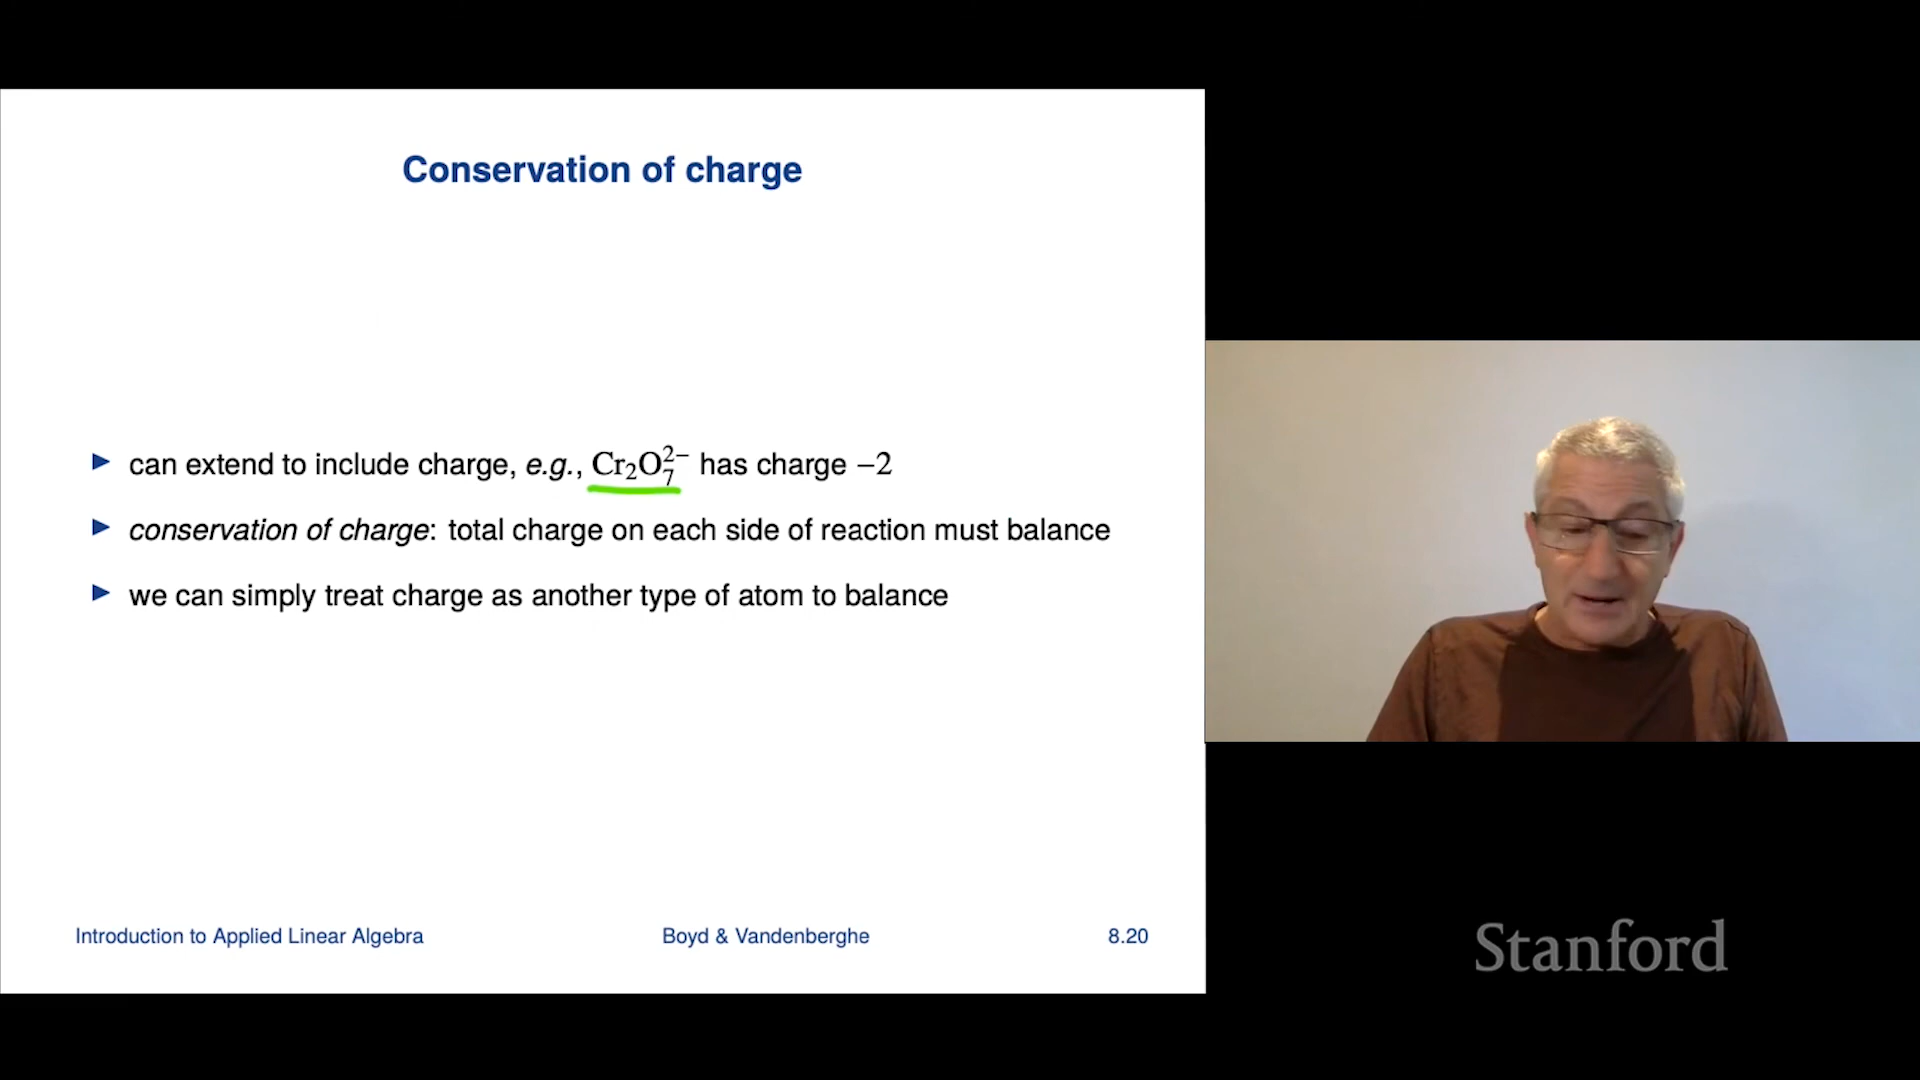 Conservation of charge
▶ can extend to include charge, e.g., Cr₂O₇²⁻ has charge −2
▶ conservation of charge: total charge on each side of reaction must balance
▶ we can simply treat charge as another type of atom to balance
Introduction to Applied Linear Algebra Boyd & Vandenberghe 8.20
Stanford